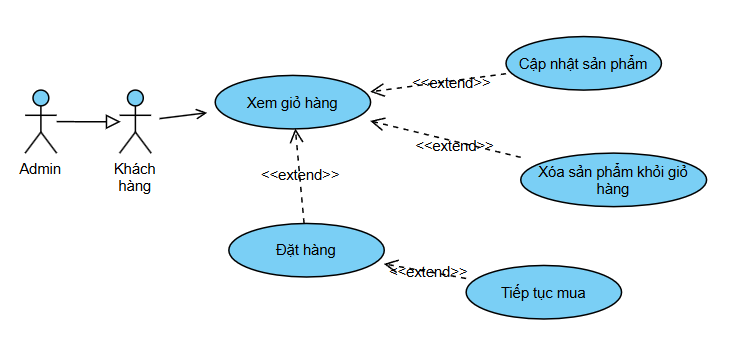 Cập nhật sản phẩm
<<extend>>
Xem giỏ hàng
<<extend>>
Admin
Khách
hàng
<<extend>>
Xóa sản phẩm khỏi giỏ
hàng
Đặt hàng
<<extend>>
Tiếp tục mua